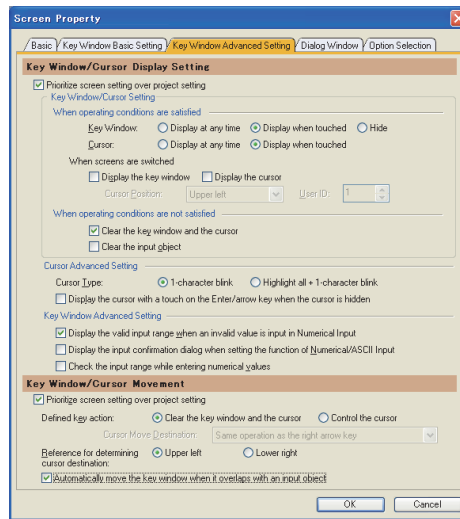 Screen Property
Basic / Key Window Basic Setting / Key Window Advanced Setting / Dialog Window / Option Selection
Key Window/Cursor Display Setting
Prioritize screen setting over project setting
Key Window/Cursor Setting
When operating conditions are satisfied
Key Window: Display at any time Display when touched Hide
Cursor: Display at any time Display when touched
When screens are switched
Display the key window Display the cursor
Cursor Position: Upper left User ID: 1
When operating conditions are not satisfied
Clear the key window and the cursor
Clear the input object
Cursor Advanced Setting
Cursor Type: 1-character blink Highlight all + 1-character blink
Display the cursor with a touch on the Enter/arrow key when the cursor is hidden
Key Window Advanced Setting
Display the valid input range when an invalid value is input in Numerical Input
Display the input confirmation dialog when setting the function of Numerical/ASCII Input
Check the input range while entering numerical values
Key Window/Cursor Movement
Prioritize screen setting over project setting
Defined key action: Clear the key window and the cursor Control the cursor
Cursor Move Destination: Same operation as the right arrow key
Reference for determining Upper left Lower right
cursor destination:
Automatically move the key window when it overlaps with an input object
OK Cancel